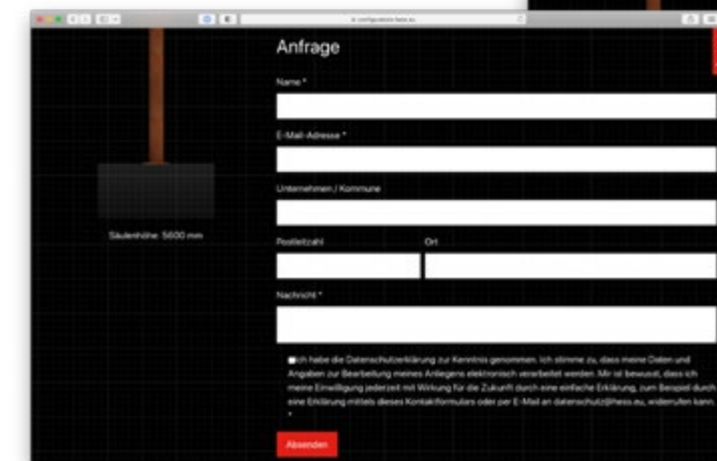 configurators.hess.eu
Anfrage
Name *
E-Mail-Adresse *
Unternehmen / Kommune
Säulenhöhe: 5600 mm
Postleitzahl Ort
Nachricht *
Ich habe die Datenschutzerklärung zur Kenntnis genommen. Ich stimme zu, dass meine Daten und
Angaben zur Bearbeitung meines Anliegens elektronisch verarbeitet werden. Mir ist bewusst, dass ich
meine Einwilligung jederzeit mit Wirkung für die Zukunft durch eine einfache Erklärung, zum Beispiel durch
eine Erklärung mittels dieses Kontaktformulars oder per E-Mail an datenschutz@hess.eu, widerrufen kann.
*
Absenden